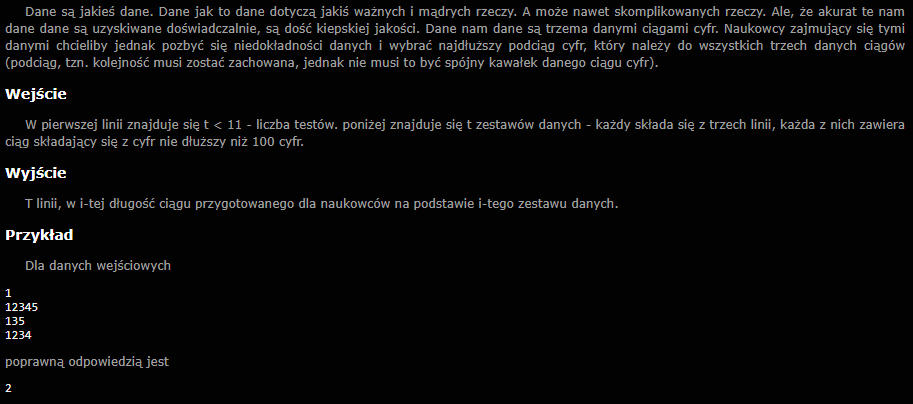 Dane są jakieś dane. Dane jak to dane dotyczą jakiś ważnych i mądrych rzeczy. A może nawet skomplikowanych rzeczy. Ale, że akurat te nam
dane dane są uzyskiwane doświadczalnie, są dość kiepskiej jakości. Dane nam dane są trzema danymi ciągami cyfr. Naukowcy zajmujący się tymi
danymi chcieliby jednak pozbyć się niedokładności danych i wybrać najdłuższy podciąg cyfr, który należy do wszystkich trzech danych ciągów
(podciąg, tzn. kolejność musi zostać zachowana, jednak nie musi to być spójny kawałek danego ciągu cyfr).
Wejście
W pierwszej linii znajduje się t < 11 - liczba testów. poniżej znajduje się t zestawów danych - każdy składa się z trzech linii, każda z nich zawiera
ciąg składający się z cyfr nie dłuższy niż 100 cyfr.
Wyjście
T linii, w i-tej długość ciągu przygotowanego dla naukowców na podstawie i-tego zestawu danych.
Przykład
Dla danych wejściowych
1
12345
135
1234
poprawną odpowiedzią jest
2